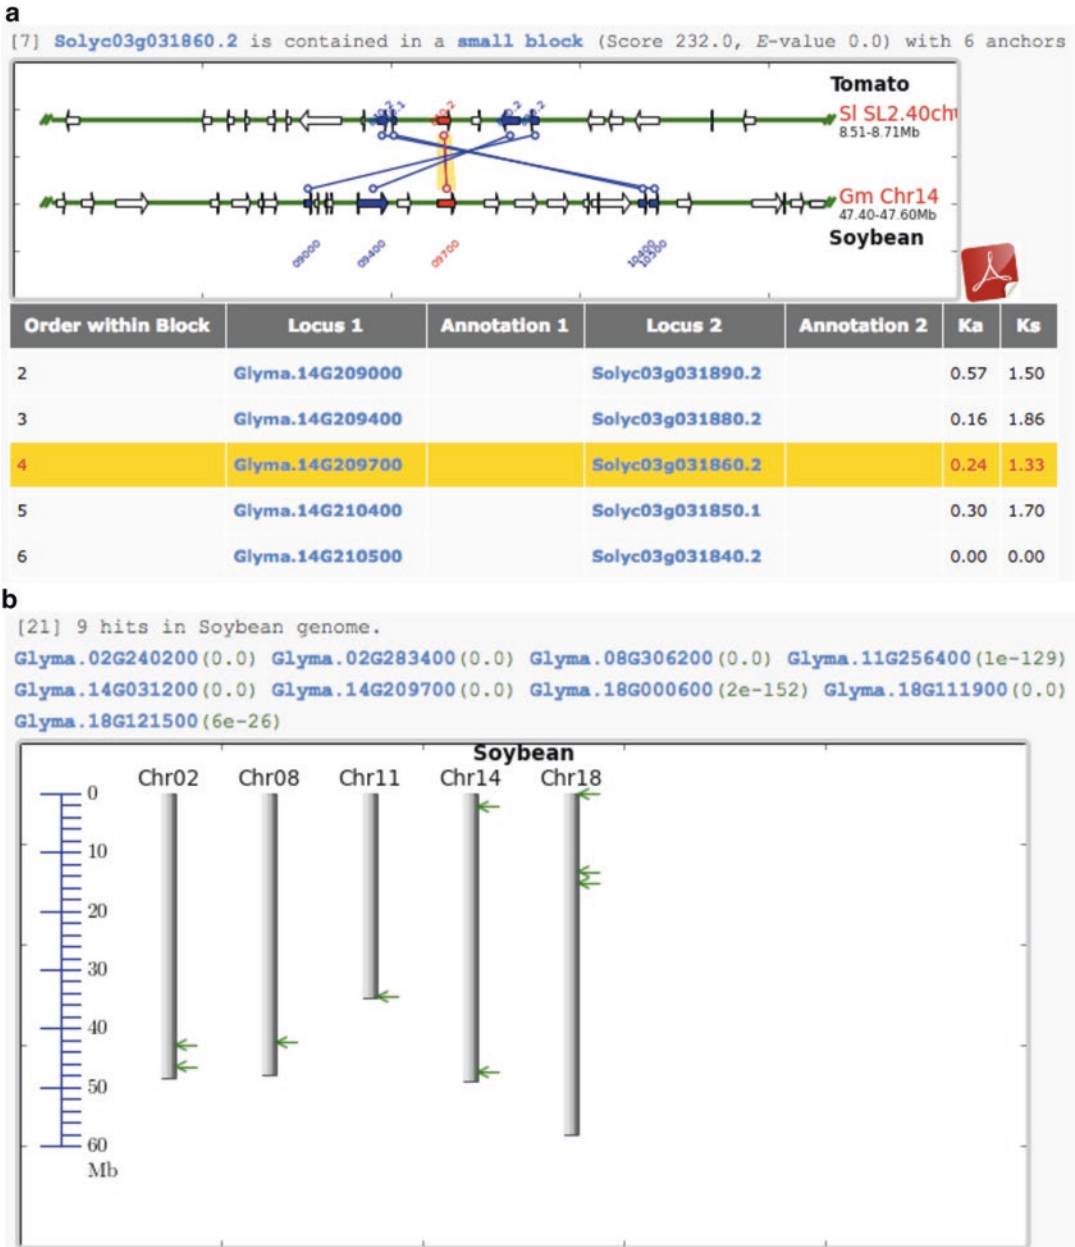 a
[7] Solyc03g031860.2 is contained in a small block (Score 232.0, E-value 0.0) with 6 anchors
Tomato
Sl SL2.40ch
8.51-8.71Mb
Gm Chr14
47.40-47.60Mb
Soybean
09000 09400 09700 10400 10500
Order within Block Locus 1 Annotation 1 Locus 2 Annotation 2 Ka Ks
2 Glyma.14G209000 Solyc03g031890.2 0.57 1.50
3 Glyma.14G209400 Solyc03g031880.2 0.16 1.86
4 Glyma.14G209700 Solyc03g031860.2 0.24 1.33
5 Glyma.14G210400 Solyc03g031850.1 0.30 1.70
6 Glyma.14G210500 Solyc03g031840.2 0.00 0.00
b
[21] 9 hits in Soybean genome.
Glyma.02G240200(0.0) Glyma.02G283400(0.0) Glyma.08G306200(0.0) Glyma.11G256400(1e-129)
Glyma.14G031200(0.0) Glyma.14G209700(0.0) Glyma.18G000600(2e-152) Glyma.18G111900(0.0)
Glyma.18G121500(6e-26)
Soybean
Chr02 Chr08 Chr11 Chr14 Chr18
0
10
20
30
40
50
60
Mb